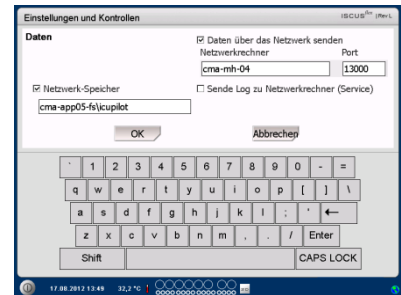 Einstellungen und Kontrollen
ISCUS flex |Rev L
Daten
Daten über das Netzwerk senden
Netzwerkrechner Port
cma-mh-04 13000
Netzwerk-Speicher
Sende Log zu Netzwerkrechner (Service)
cma-app05-fs\icupilot
OK Abbrechen
` 1 2 3 4 5 6 7 8 9 0 - =
q w e r t y u i o p [ ] \
a s d f g h j k l ; ' ←
z x c v b n m , . / Enter
Shift CAPS LOCK
17.08.2012 13:49 32,2 °C